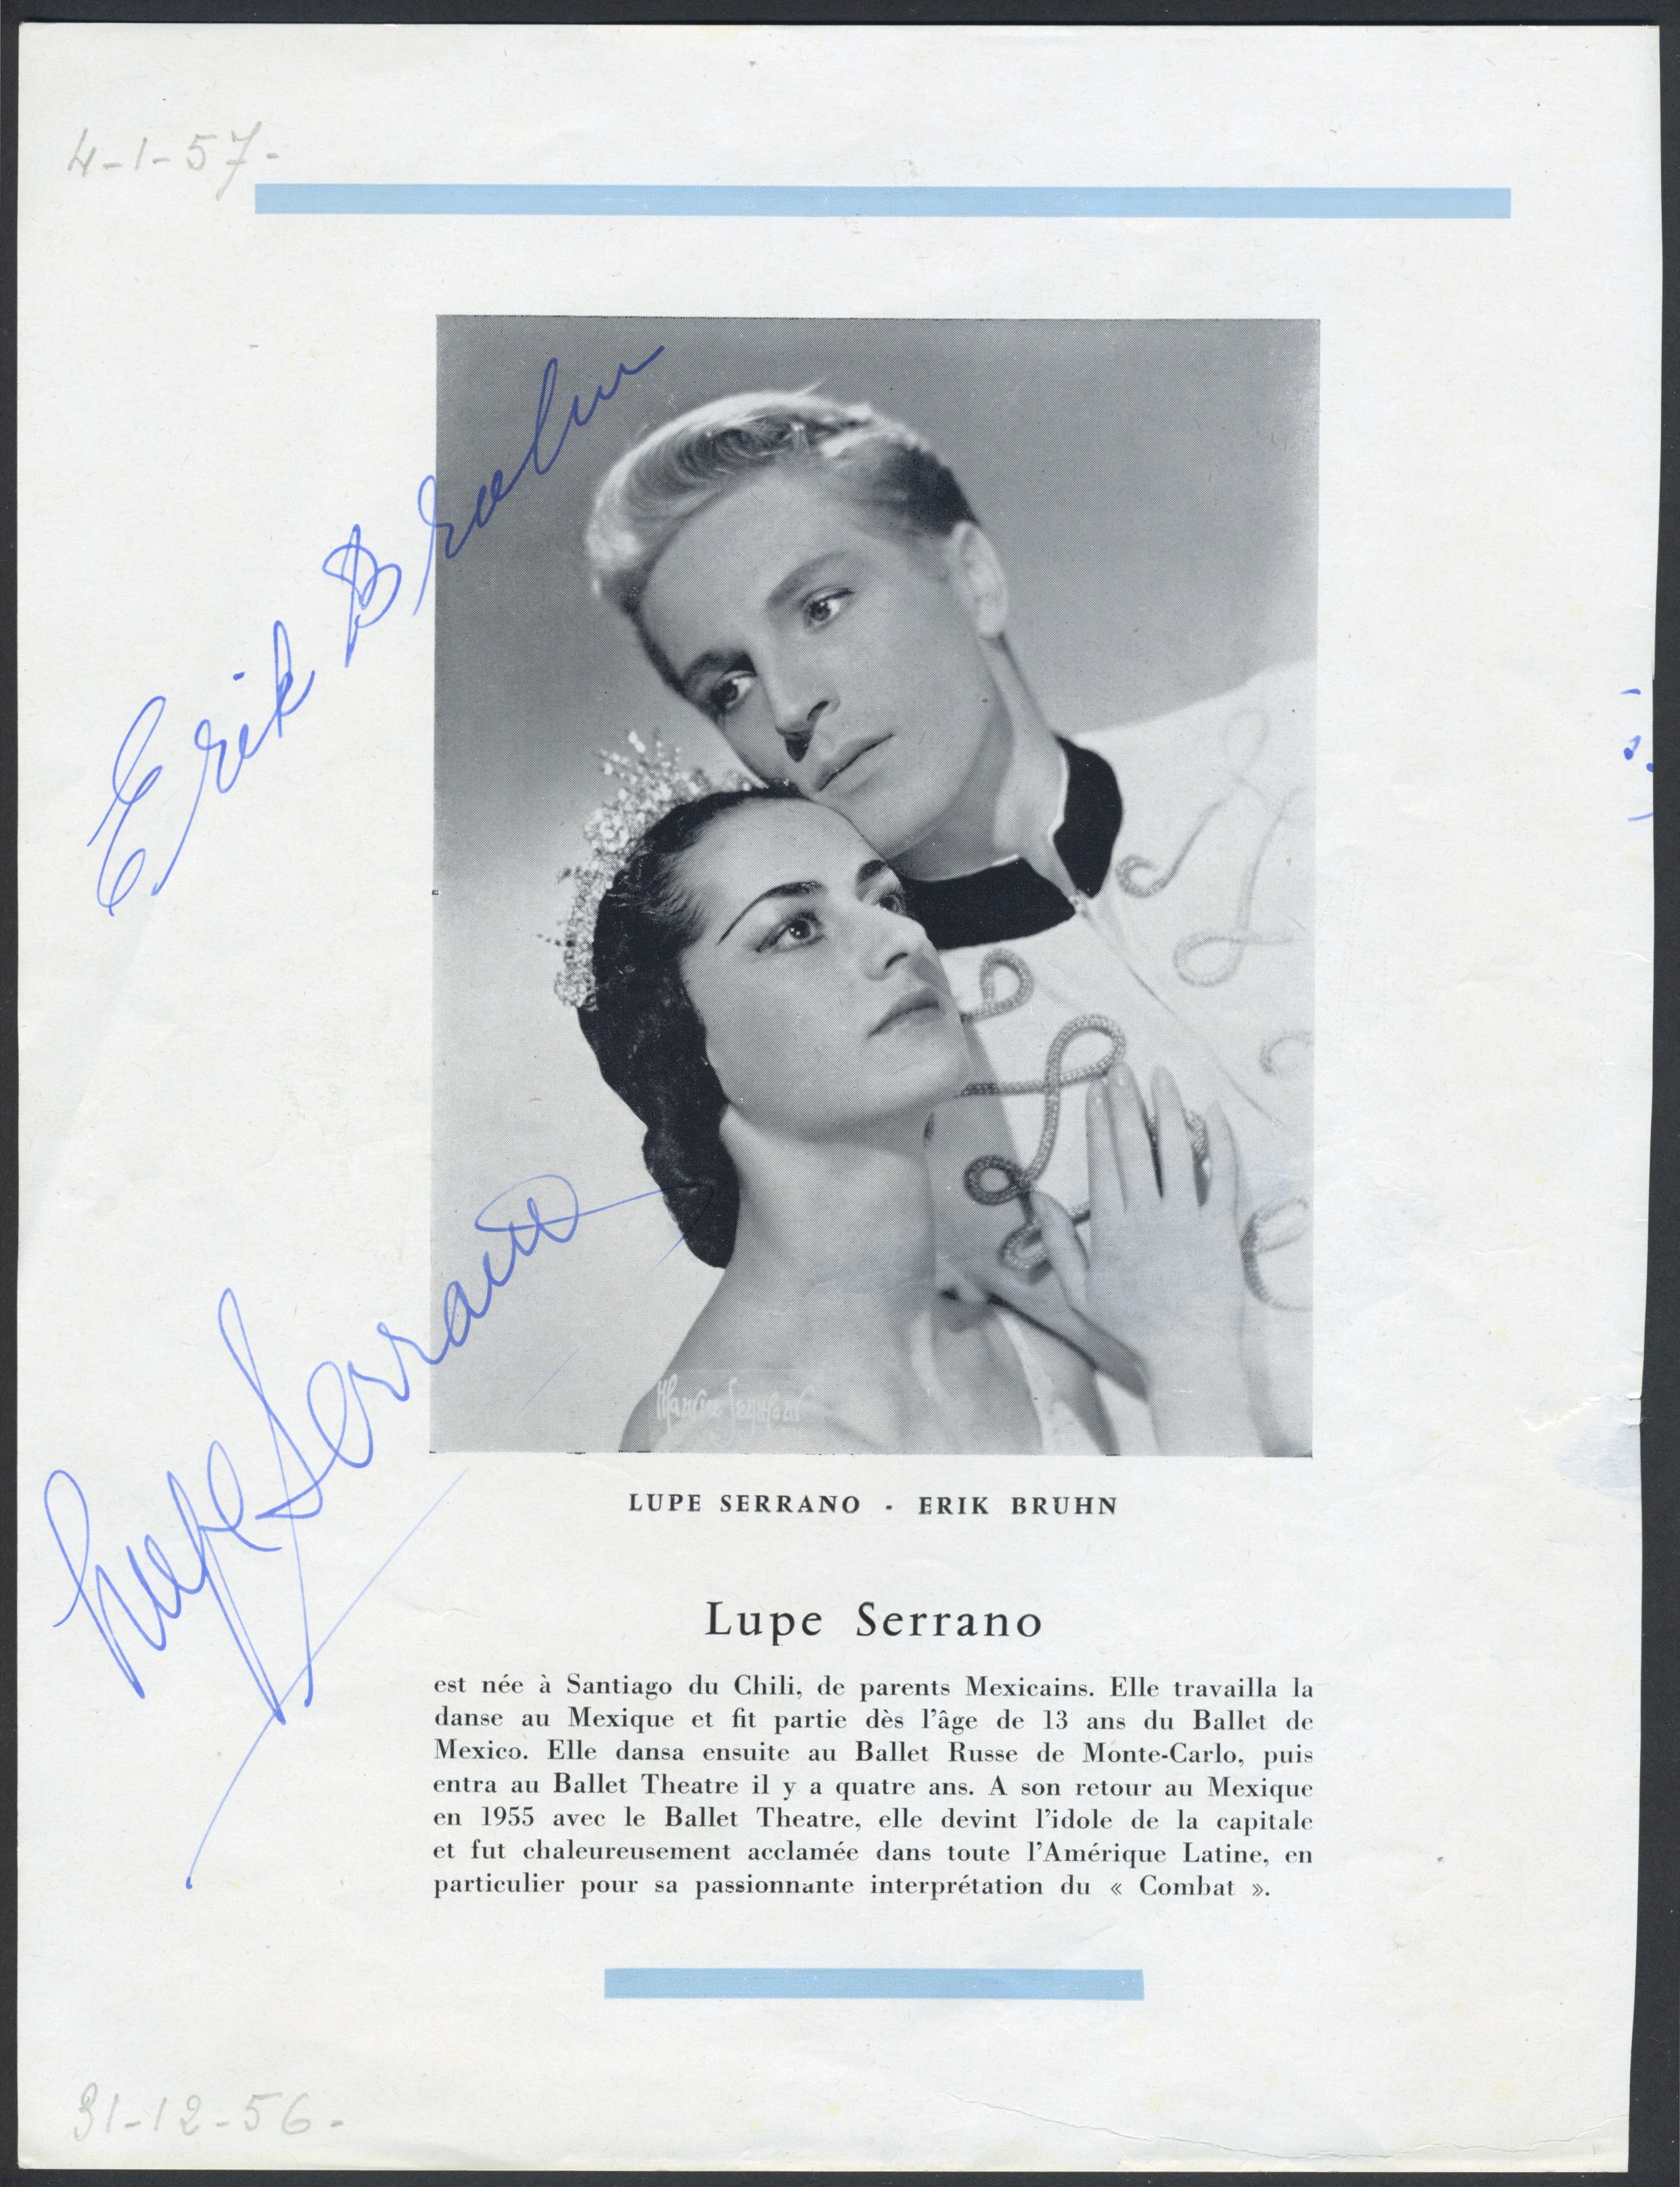 4-1-57-
Erik Bruhn
Lupe Serrano
LUPE SERRANO - ERIK BRUHN
Lupe Serrano
est née à Santiago du Chili, de parents Mexicains. Elle travailla la
danse au Mexique et fit partie dès l'âge de 13 ans du Ballet de
Mexico. Elle dansa ensuite au Ballet Russe de Monte-Carlo, puis
entra au Ballet Theatre il y a quatre ans. A son retour au Mexique
en 1955 avec le Ballet Theatre, elle devint l'idole de la capitale
et fut chaleureusement acclamée dans toute l'Amérique Latine, en
particulier pour sa passionnante interprétation du « Combat ».
31-12-56-